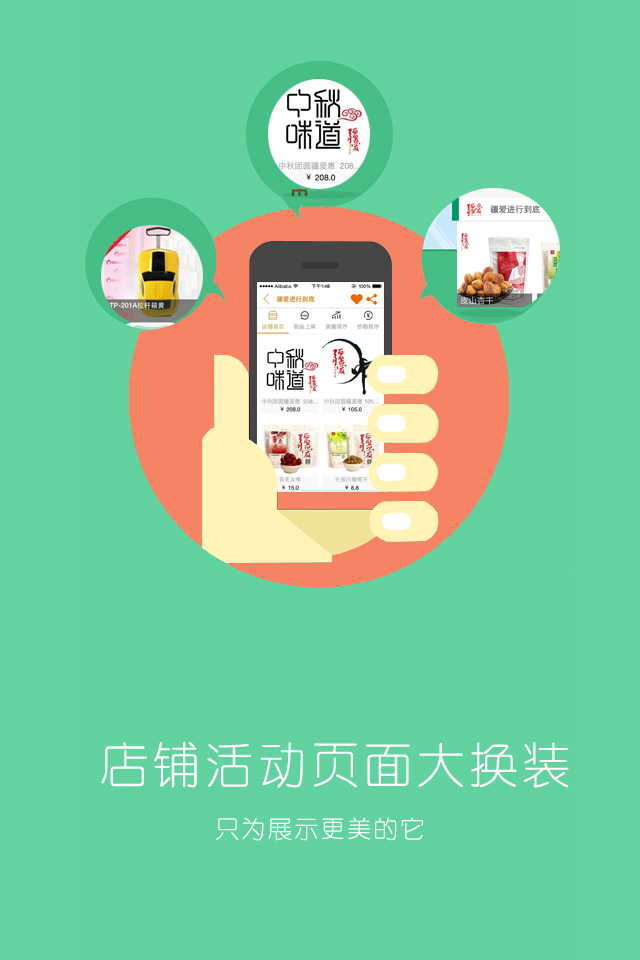 中秋
味道
疆爱
中秋团圆疆爱惠 208...
¥ 208.0
疆爱进行到底
TP-201A拉杆箱黄
皮山杏干
Alibaba 下午1:48 100%
疆爱进行到底
店铺首页 新品上架 销量排序 价格排序
中秋
味道
疆爱
中秋团圆疆爱惠 208... 中秋团圆疆爱惠 105...
¥ 208.0 ¥ 105.0
¥ 16.0 ¥ 8.8
店铺活动页面大换装
只为展示更美的它